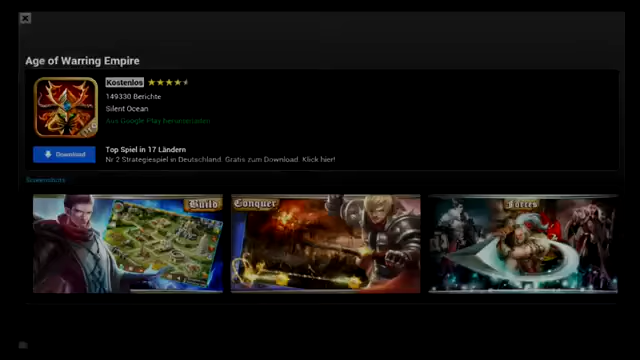 Age of Warring Empire
Kostenlos
149330 Berichte
Silent Ocean
Aus Google Play herunterladen
Download
Top Spiel in 17 Ländern
Nr 2 Strategiespiel in Deutschland. Gratis zum Download. Klick hier!
Screenshots
Build
Conquer
Forces